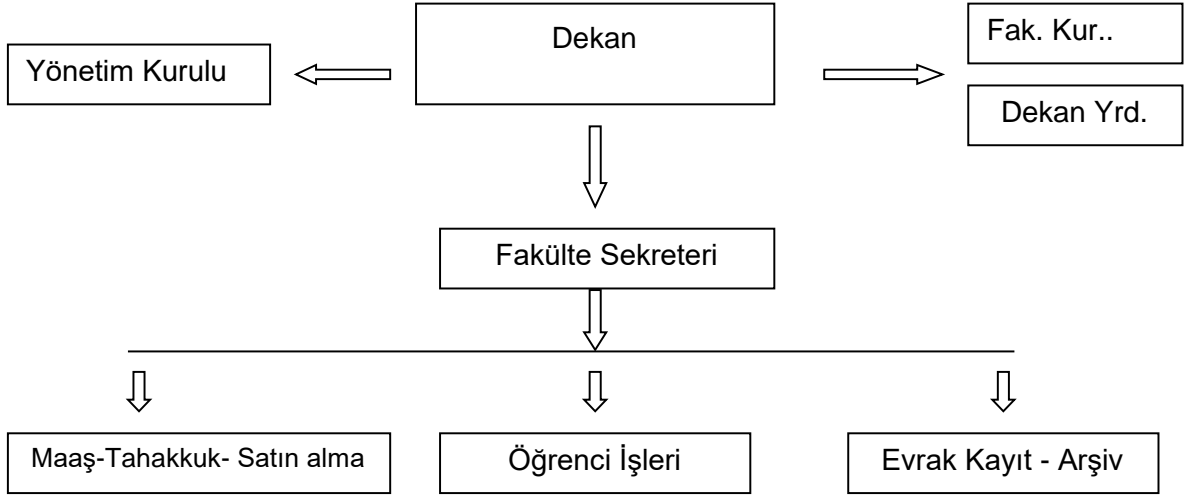 Dekan
Fak. Kur..
Yönetim Kurulu
Dekan Yrd.
Fakülte Sekreteri
Maaş-Tahakkuk- Satın alma
Öğrenci İşleri
Evrak Kayıt - Arşiv